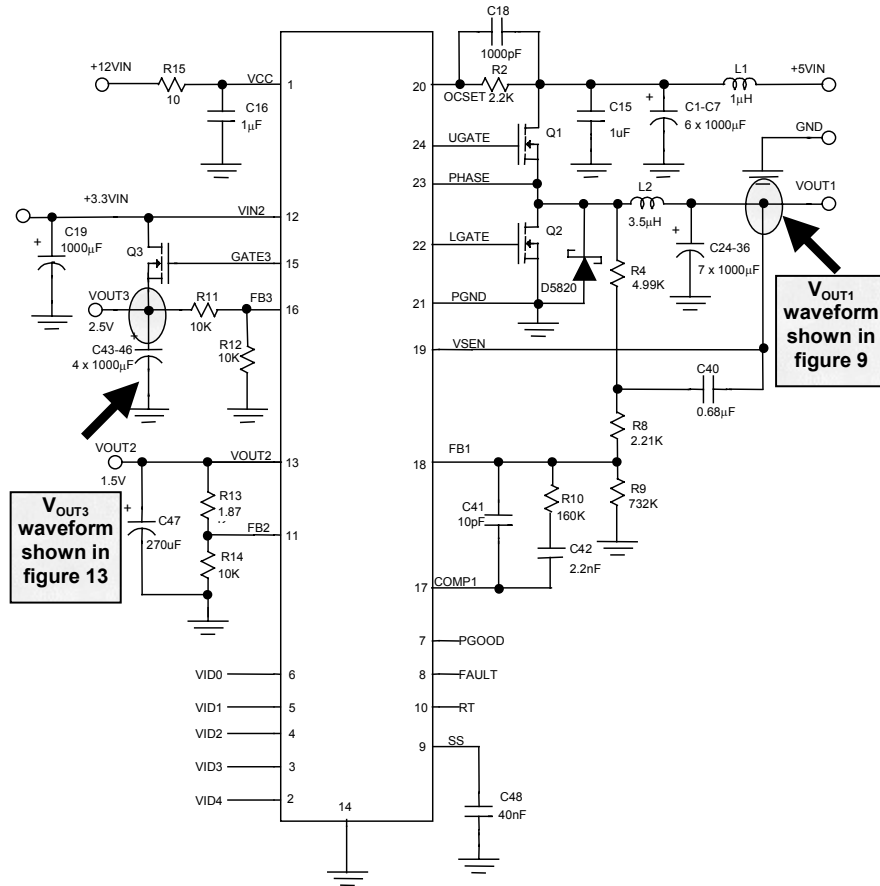 C18
1000pF
+12VIN
R15
10
VCC
1
C16
1µF
20
OCSET
R2
2.2K
L1
1µH
+5VIN
C15
1uF
+
C1-C7
6 x 1000µF
GND
24
UGATE
Q1
23
PHASE
L2
3.5µH
VOUT1
+3.3VIN
VIN2
12
C19
+
1000µF
Q3
GATE3
15
22
LGATE
Q2
D5820
R4
4.99K
+
C24-36
7 x 1000µF
VOUT1
waveform
shown in
figure 9
VOUT3
2.5V
R11
10K
FB3
16
21
PGND
+
C43-46
4 x 1000µF
R12
10K
19
VSEN
C40
0.68µF
R8
2.21K
VOUT2
1.5V
VOUT2
13
18
FB1
R9
732K
VOUT3
waveform
shown in
figure 13
+
C47
270uF
R13
1.87
FB2
11
R14
10K
C41
10pF
R10
160K
C42
2.2nF
17
COMP1
7
PGOOD
VID0
6
8
FAULT
VID1
5
10
RT
VID2
4
9
SS
VID3
3
VID4
2
14
C48
40nF